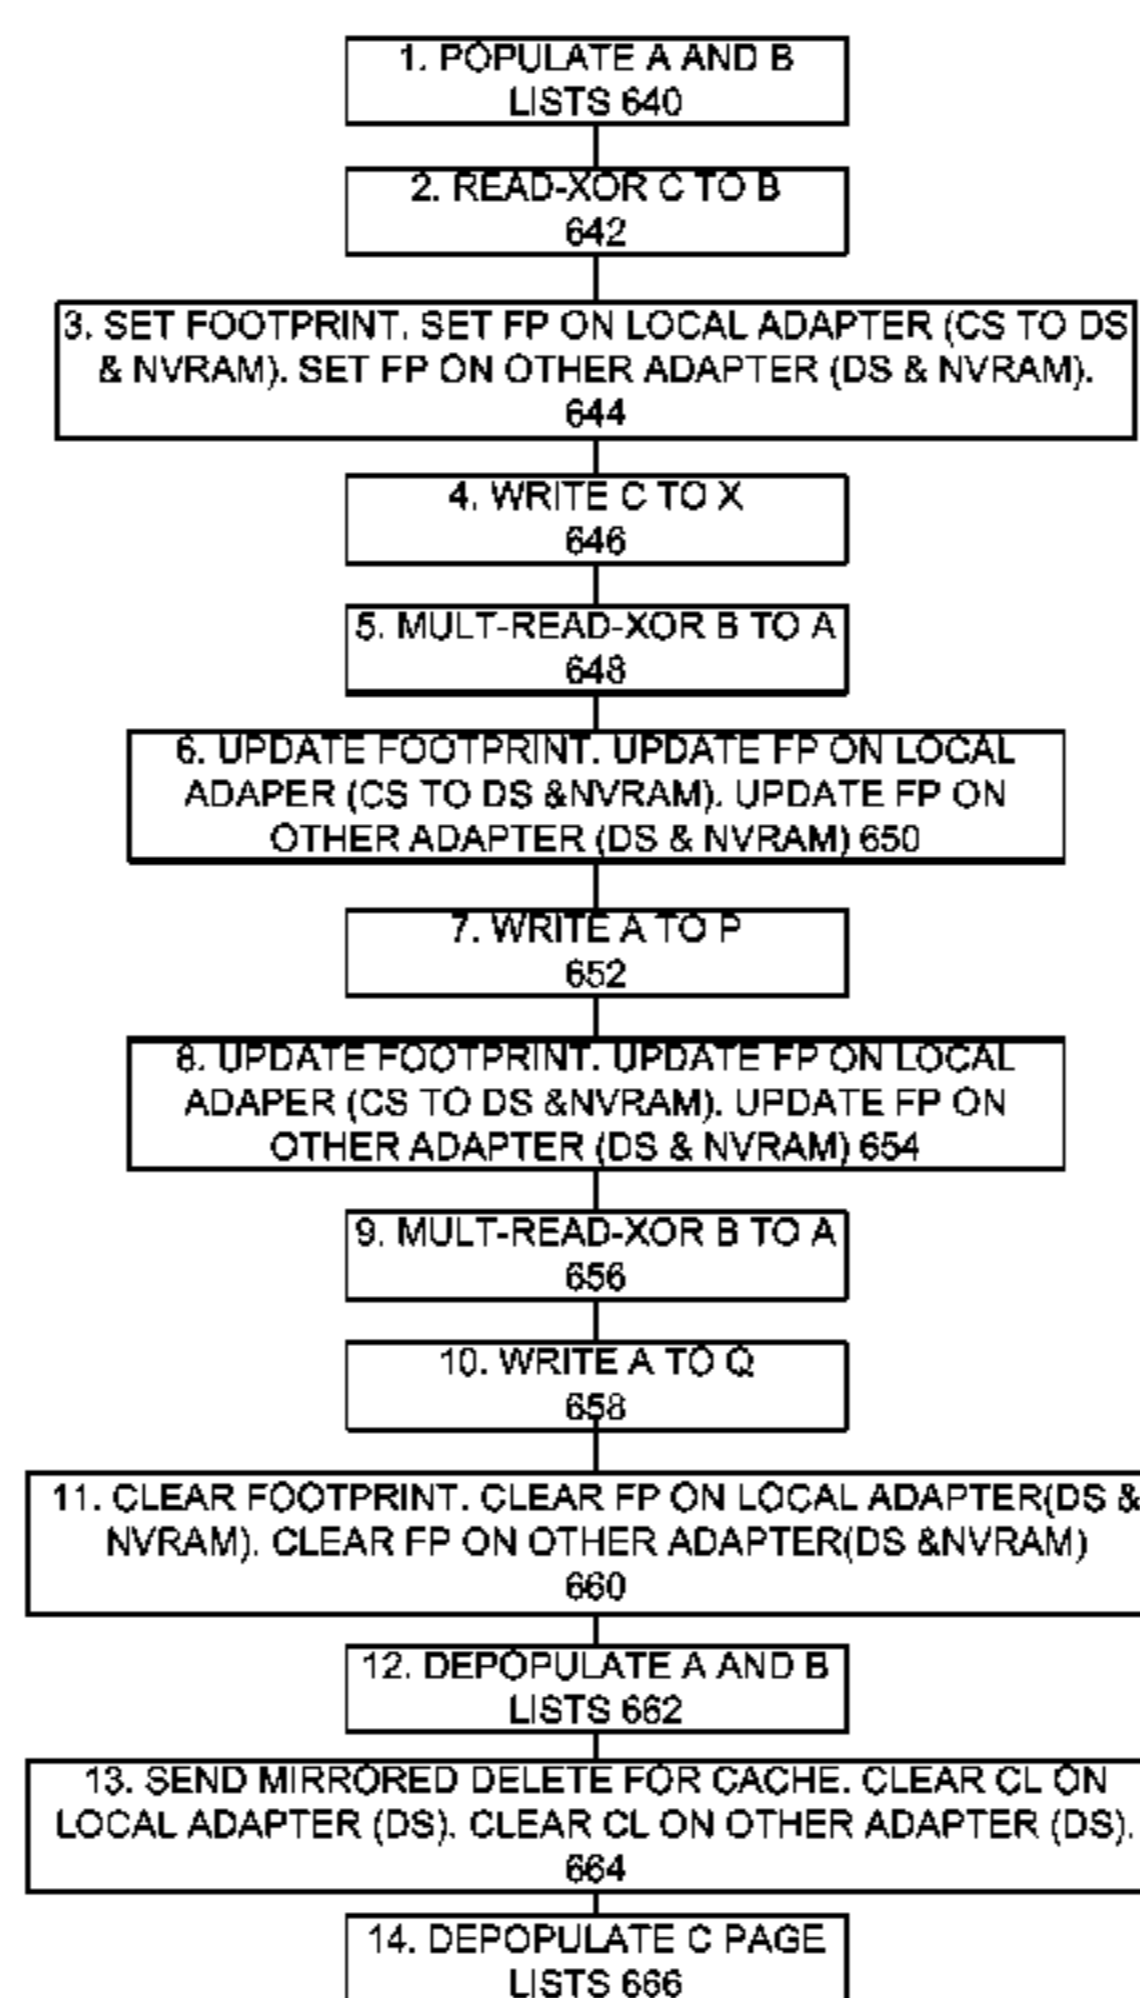 1. POPULATE A AND B
LISTS 640
2. READ-XOR C TO B
642
3. SET FOOTPRINT. SET FP ON LOCAL ADAPTER (CS TO DS
& NVRAM). SET FP ON OTHER ADAPTER (DS & NVRAM).
644
4. WRITE C TO X
646
5. MULT-READ-XOR B TO A
648
6. UPDATE FOOTPRINT. UPDATE FP ON LOCAL
ADAPER (CS TO DS &NVRAM). UPDATE FP ON
OTHER ADAPTER (DS & NVRAM) 650
7. WRITE A TO P
652
8. UPDATE FOOTPRINT. UPDATE FP ON LOCAL
ADAPER (CS TO DS &NVRAM). UPDATE FP ON
OTHER ADAPTER (DS & NVRAM) 654
9. MULT-READ-XOR B TO A
656
10. WRITE A TO Q
658
11. CLEAR FOOTPRINT. CLEAR FP ON LOCAL ADAPTER(DS &
NVRAM). CLEAR FP ON OTHER ADAPTER(DS &NVRAM)
660
12. DEPOPULATE A AND B
LISTS 662
13. SEND MIRRORED DELETE FOR CACHE. CLEAR CL ON
LOCAL ADAPTER (DS). CLEAR CL ON OTHER ADAPTER (DS).
664
14. DEPOPULATE C PAGE
LISTS 666